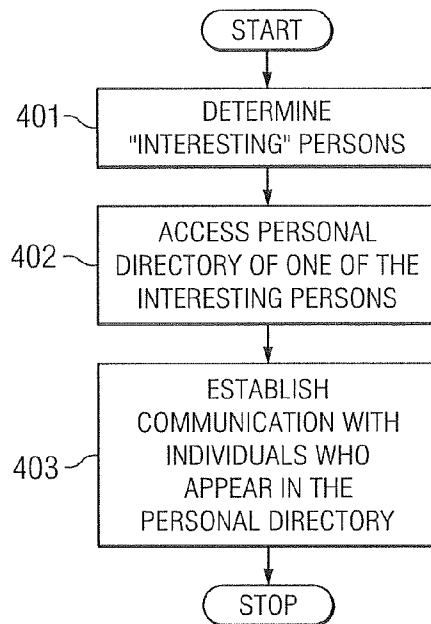 START
401
DETERMINE
"INTERESTING" PERSONS
402
ACCESS PERSONAL
DIRECTORY OF ONE OF THE
INTERESTING PERSONS
403
ESTABLISH
COMMUNICATION WITH
INDIVIDUALS WHO
APPEAR IN THE
PERSONAL DIRECTORY
STOP